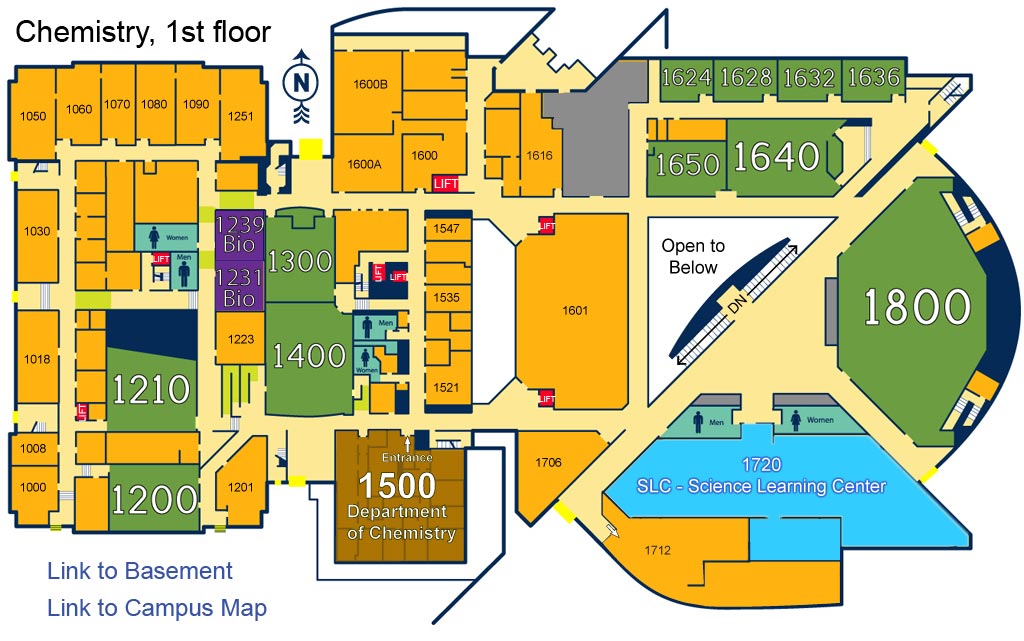 Chemistry, 1st floor
N
1050
1060
1070
1080
1090
1251
1600B
1600A
1600
LIFT
1616
1624
1628
1632
1636
1650
1640
1030
Women
Men
LIFT
1239
Bio
1231
Bio
1223
1300
1400
LIFT
LIFT
Men
Women
1547
1535
1521
LIFT
1601
LIFT
Open to
Below
DN
1800
1018
1210
LIFT
1008
1000
1200
1201
Entrance
1500
Department
of Chemistry
1706
Men
Women
1720
SLC - Science Learning Center
1712
Link to Basement
Link to Campus Map